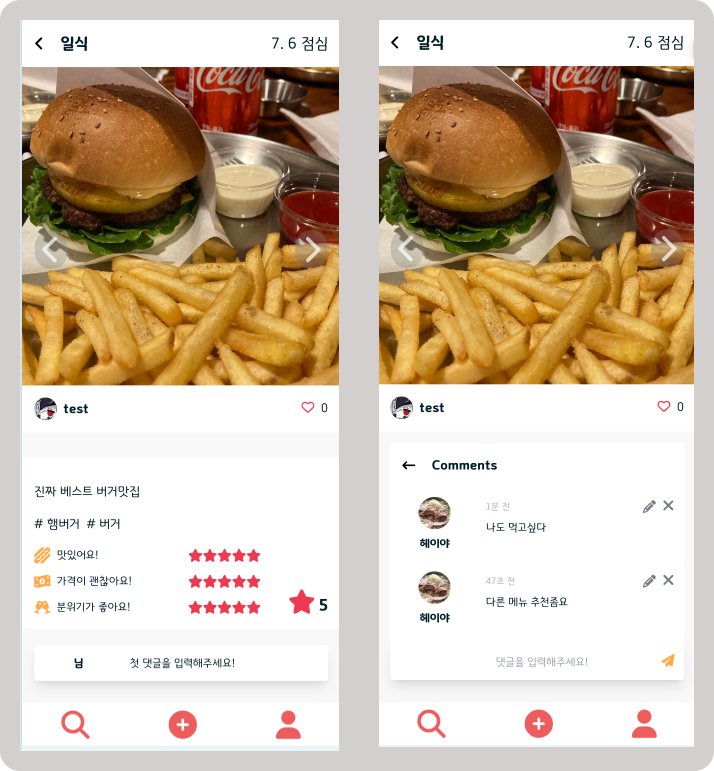 일식
7. 6 점심
Coca-Cola
test
0
진짜 베스트 버거맛집
# 햄버거 # 버거
맛있어요!
가격이 괜찮아요!
분위기가 좋아요!
5
님 첫 댓글을 입력해주세요!
일식
7. 6 점심
Coca-Cola
test
0
Comments
1분 전
나도 먹고싶다
헤이야
47초 전
다른 메뉴 추천좀요
헤이야
댓글을 입력해주세요!